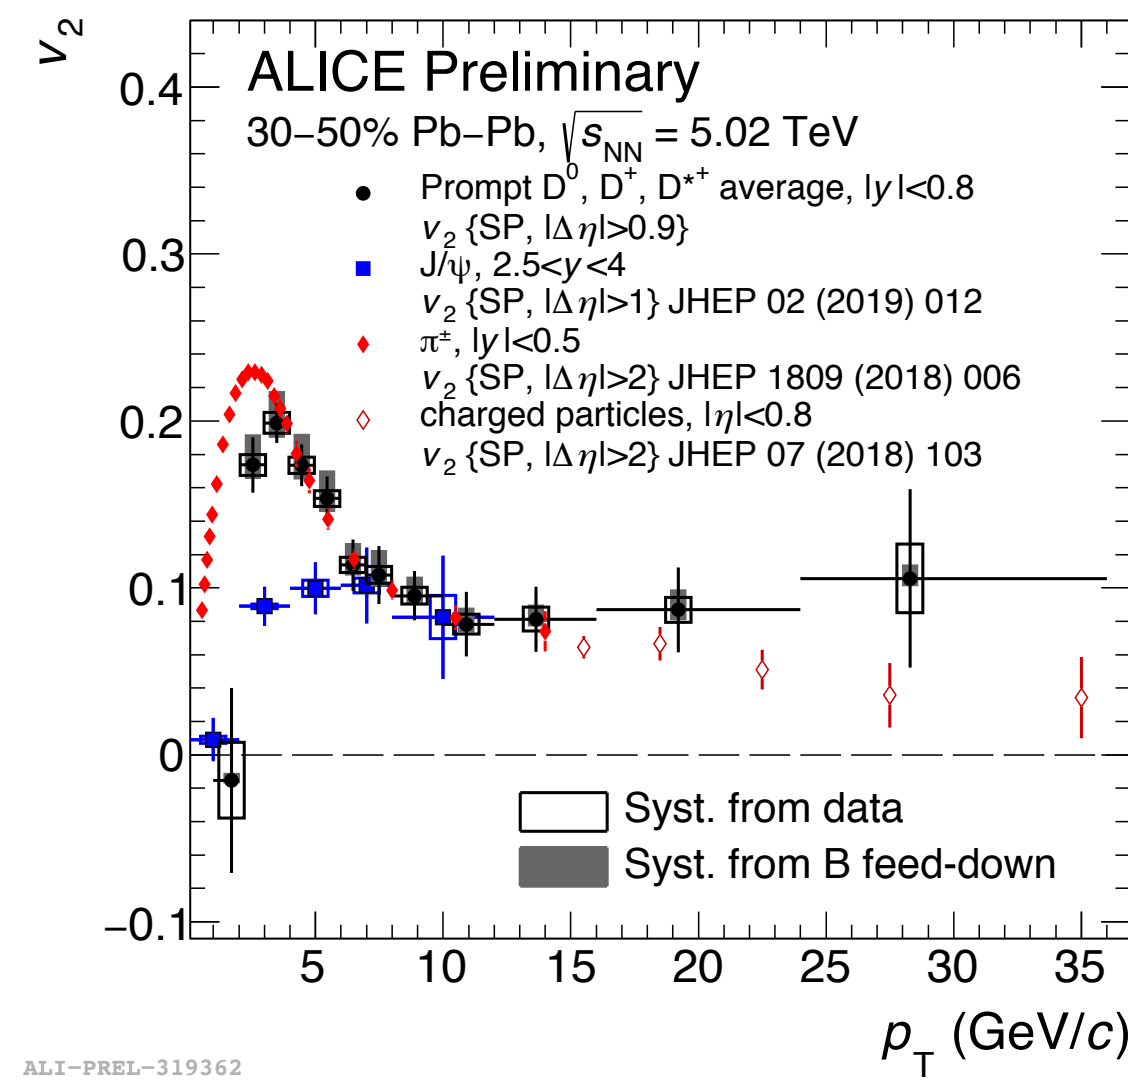 v₂
ALICE Preliminary
30−50% Pb−Pb, √s_NN = 5.02 TeV
Prompt D⁰, D⁺, D*⁺ average, |y|<0.8
v₂ {SP, |Δη|>0.9}
J/ψ, 2.5<y<4
v₂ {SP, |Δη|>1} JHEP 02 (2019) 012
π±, |y|<0.5
v₂ {SP, |Δη|>2} JHEP 1809 (2018) 006
charged particles, |η|<0.8
v₂ {SP, |Δη|>2} JHEP 07 (2018) 103
0.4
0.3
0.2
0.1
0
−0.1
Syst. from data
Syst. from B feed-down
5 10 15 20 25 30 35
p_T (GeV/c)
ALI−PREL−319362